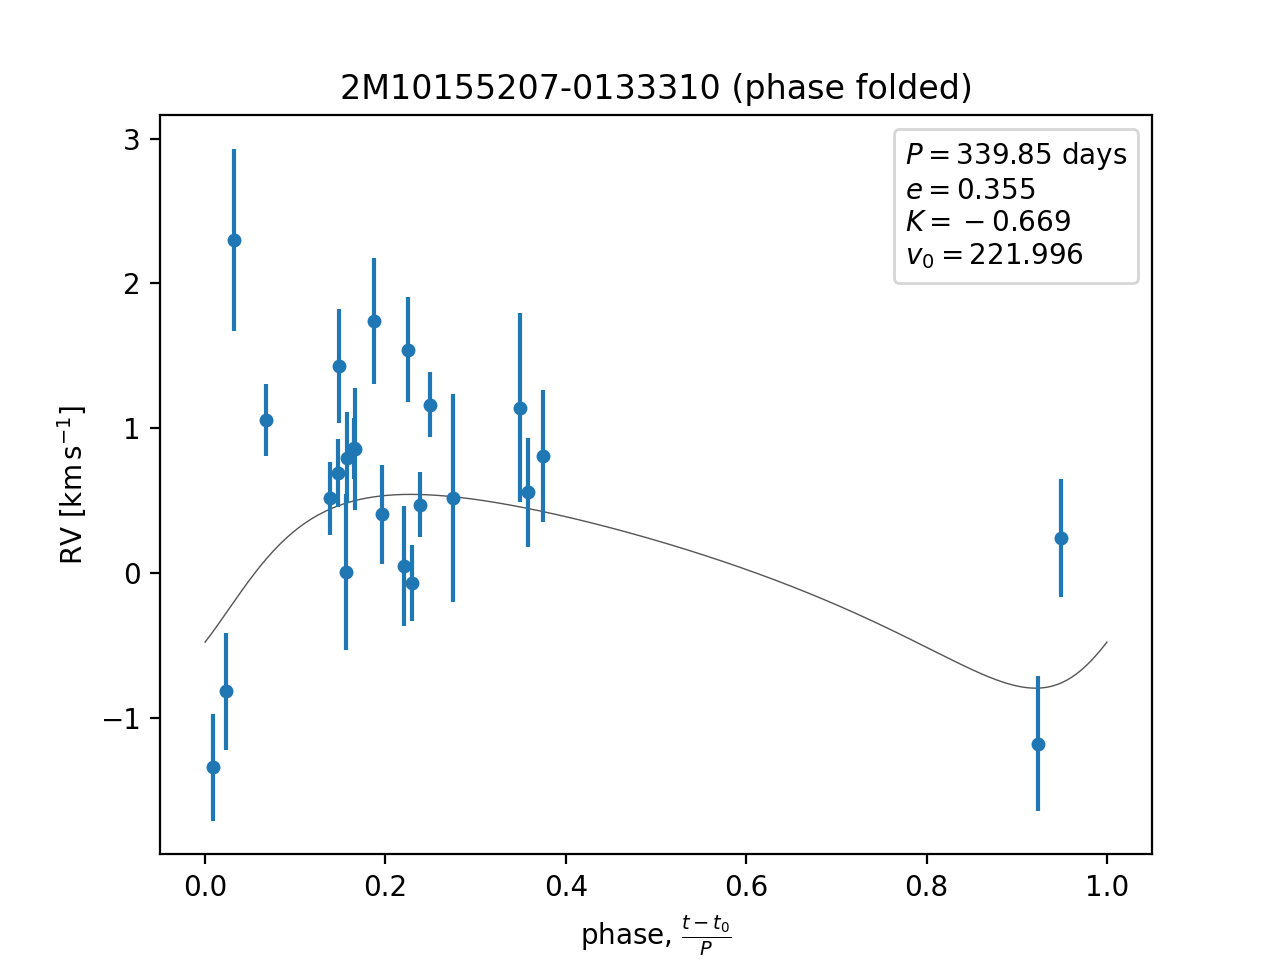 2M10155207-0133310 (phase folded)
P = 339.85 days
e = 0.355
K = −0.669
v₀ = 221.996
RV [km s⁻¹]
3
2
1
0
−1
0.0 0.2 0.4 0.6 0.8 1.0
phase, (t − t₀)/P